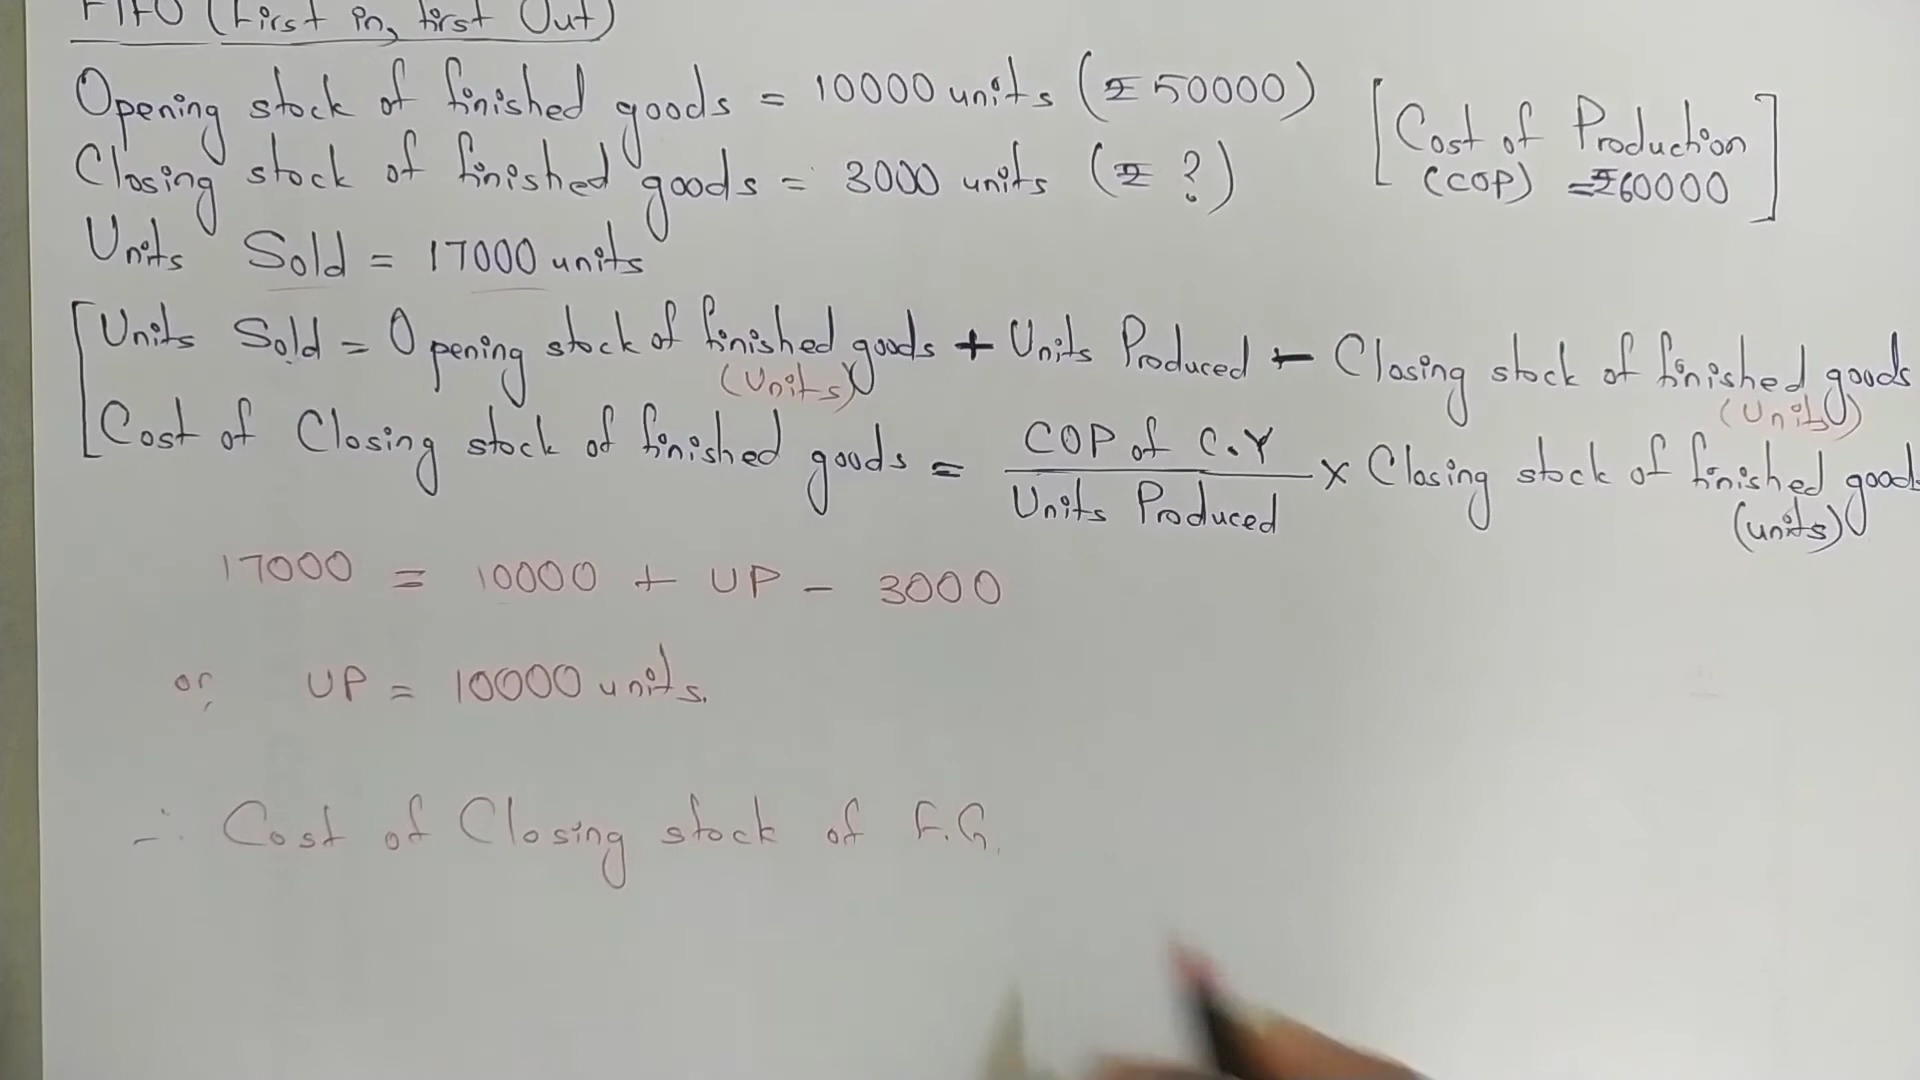 FIFO (First in, first Out)
Opening stock of finished goods = 10000 units (₹ 50000)
Closing stock of finished goods = 3000 units (₹ ?)
[Cost of Production
(COP) = ₹60000]
Units Sold = 17000 units
[Units Sold = Opening stock of finished goods + Units Produced - Closing stock of finished goods
(Units) (Units)
Cost of Closing stock of finished goods = COP of C.Y / Units Produced × Closing stock of finished goods
(units)
17000 = 10000 + UP - 3000
or, UP = 10000 units.
∴ Cost of Closing stock of F.G.